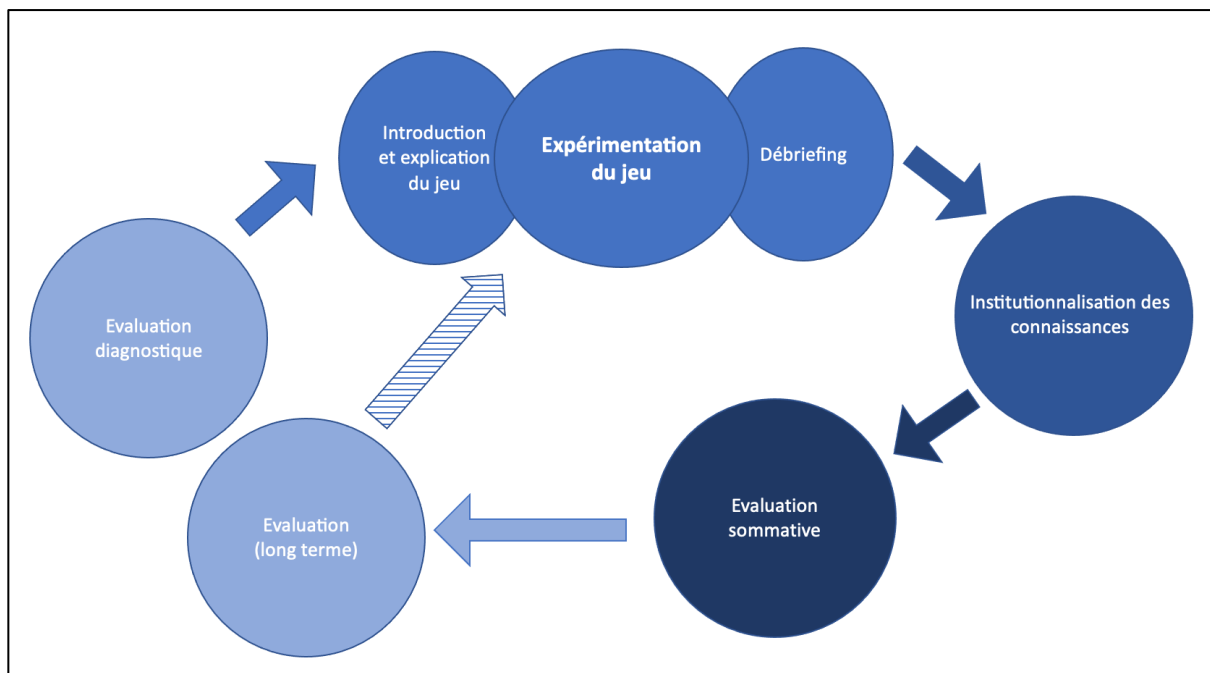 Introduction
et explication
du jeu
Expérimentation
du jeu
Débriefing
Institutionnalisation des
connaissances
Evaluation
sommative
Evaluation
(long terme)
Evaluation
diagnostique